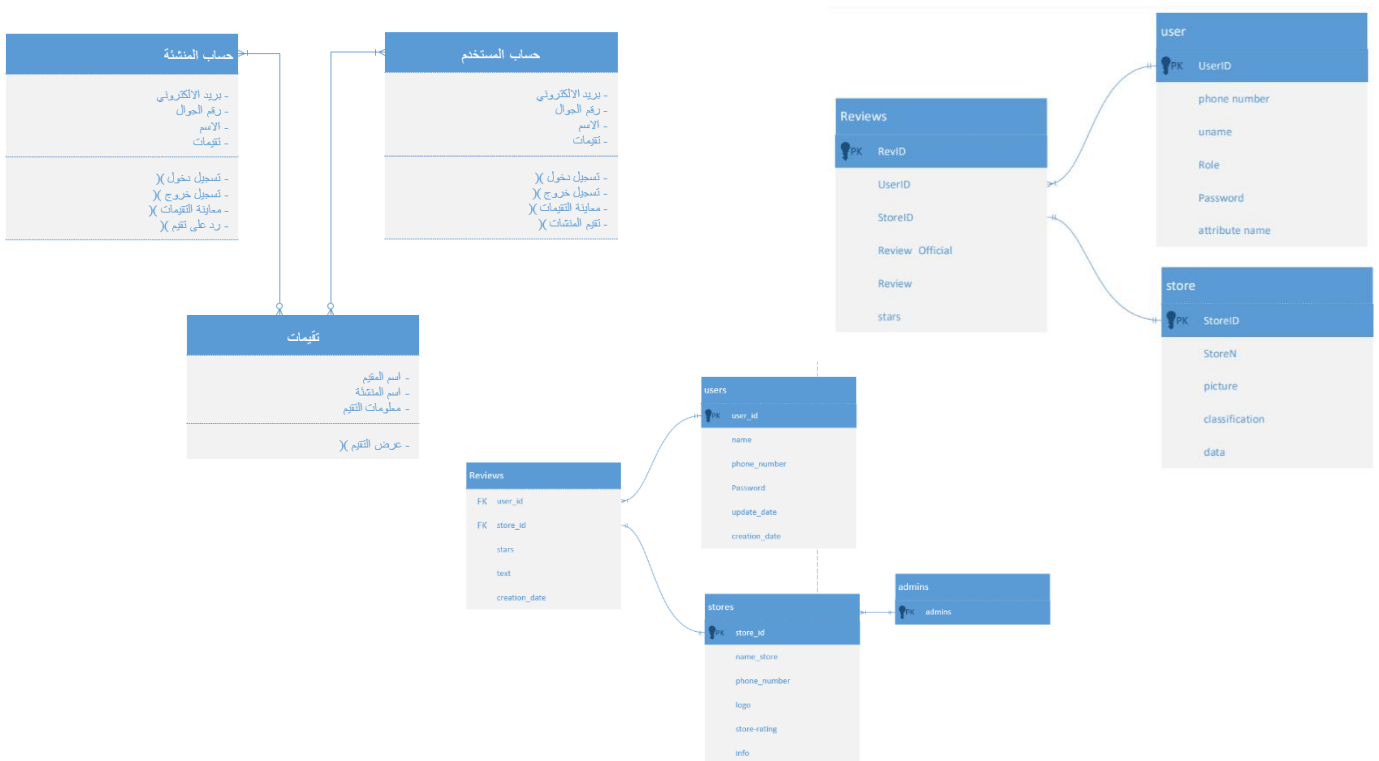 حساب المنشئة
- بريد الالكتروني
- رقم الجوال
- الاسم
- تقيمات
- تسجيل دخول )(
- تسجيل خروج )(
- معاينة التقيمات )(
- رد على تقيم )(
حساب المستخدم
- بريد الالكتروني
- رقم الجوال
- الاسم
- تقيمات
- تسجيل دخول )(
- تسجيل خروج )(
- معاينة التقيمات )(
- تقيم المنشات )(
تقيمات
- اسم المقيم
- اسم المنشئة
- معلومات التقيم
- عرض التقيم )(
Reviews
PK RevID
UserID
StoreID
Review Official
Review
stars
user
PK UserID
phone number
uname
Role
Password
attribute name
store
PK StoreID
StoreN
picture
classification
data
Reviews
FK user_id
FK store_id
stars
text
creation_date
users
PK user_id
name
phone_number
Password
update_date
creation_date
stores
PK store_id
name_store
phone_number
logo
store-rating
info
admins
PK admins